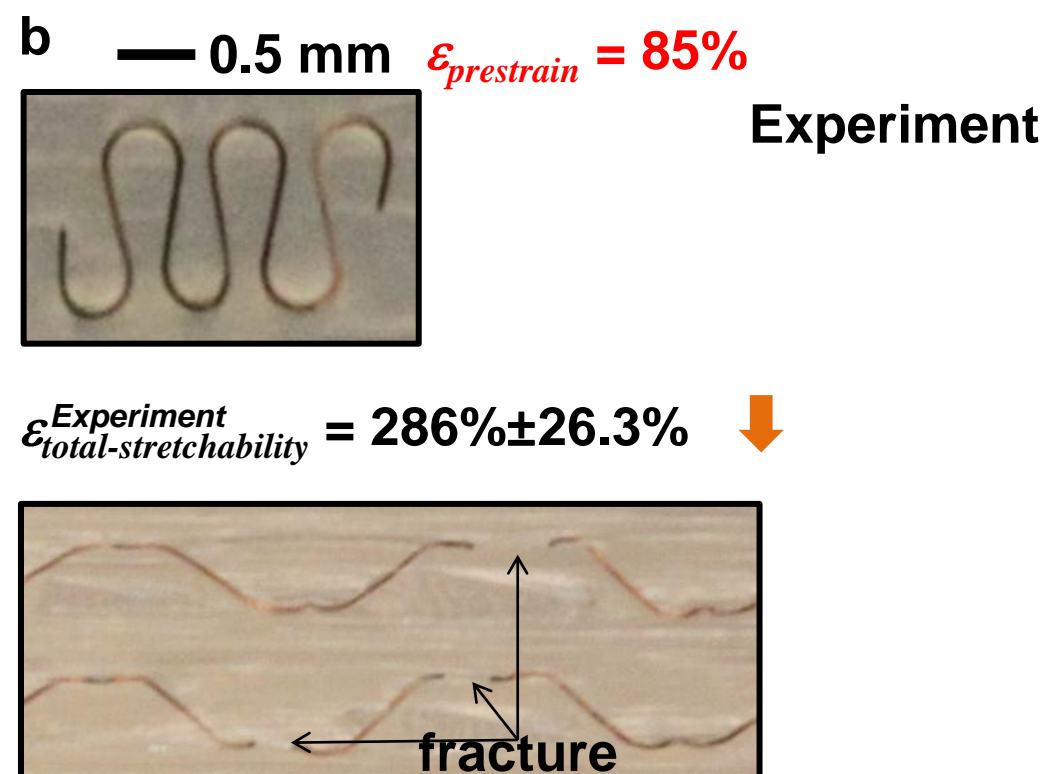 b
0.5 mm
εprestrain = 85%
Experiment
εExperimenttotal-stretchability = 286%±26.3%
fracture